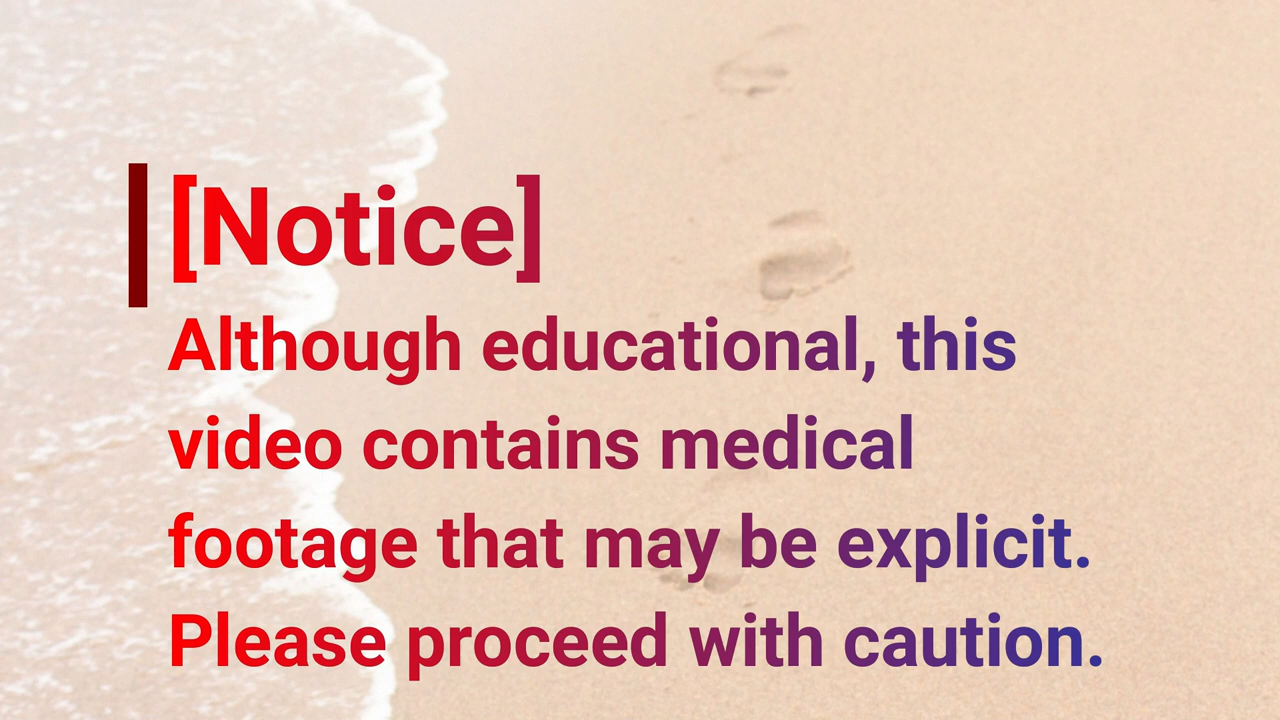 [Notice]
Although educational, this
video contains medical
footage that may be explicit.
Please proceed with caution.